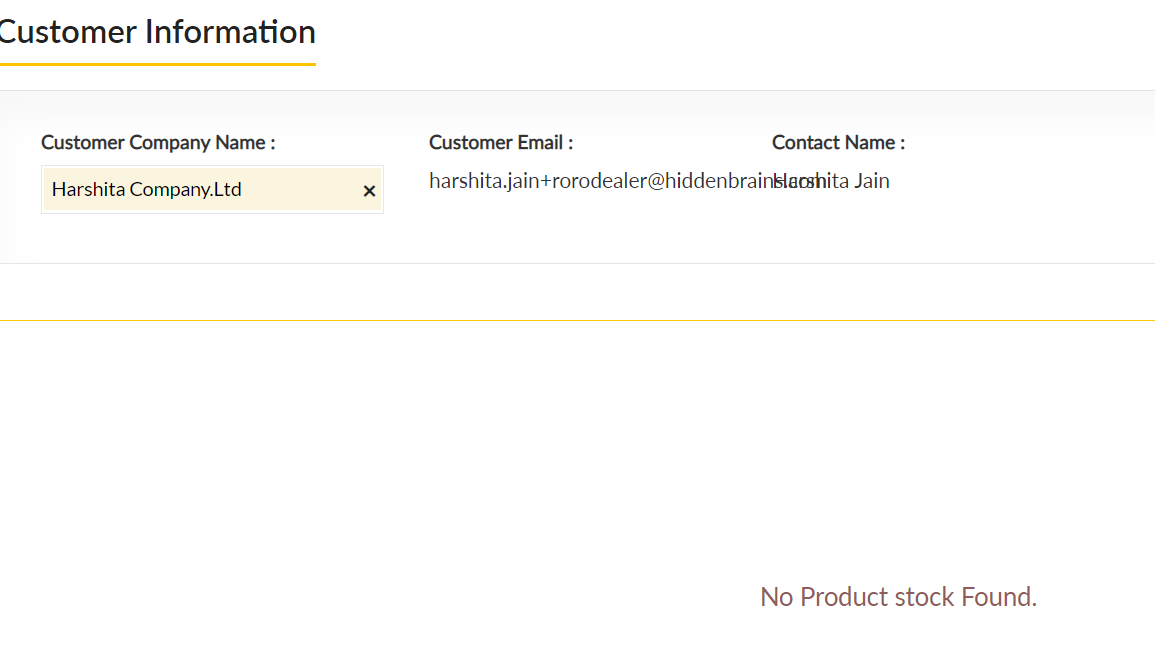 Customer Information
Customer Company Name :
Harshita Company.Ltd ×
Customer Email :
harshita.jain+rorodealer@hiddenbrains.com
Contact Name :
Harshita Jain
No Product stock Found.